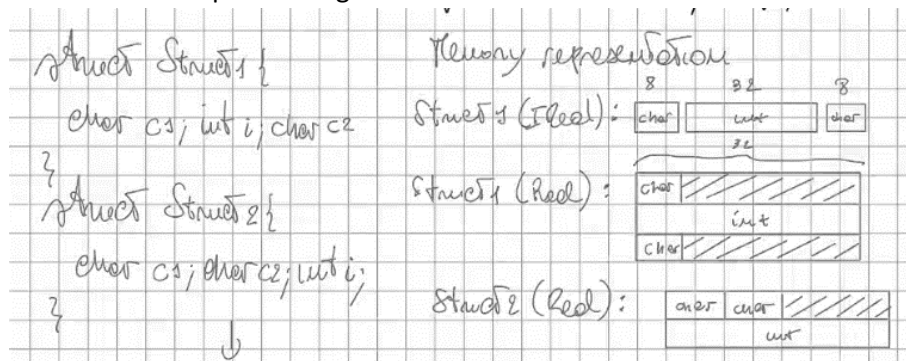 struct Struct1 {
char c1; int i; char c2
}
struct Struct2 {
char c1; char c2; int i;
}
Memory representation
Struct1 (Ideal):
8 32 8
char int char
Struct1 (Real):
32
char
int
char
Struct2 (Real):
char char
int